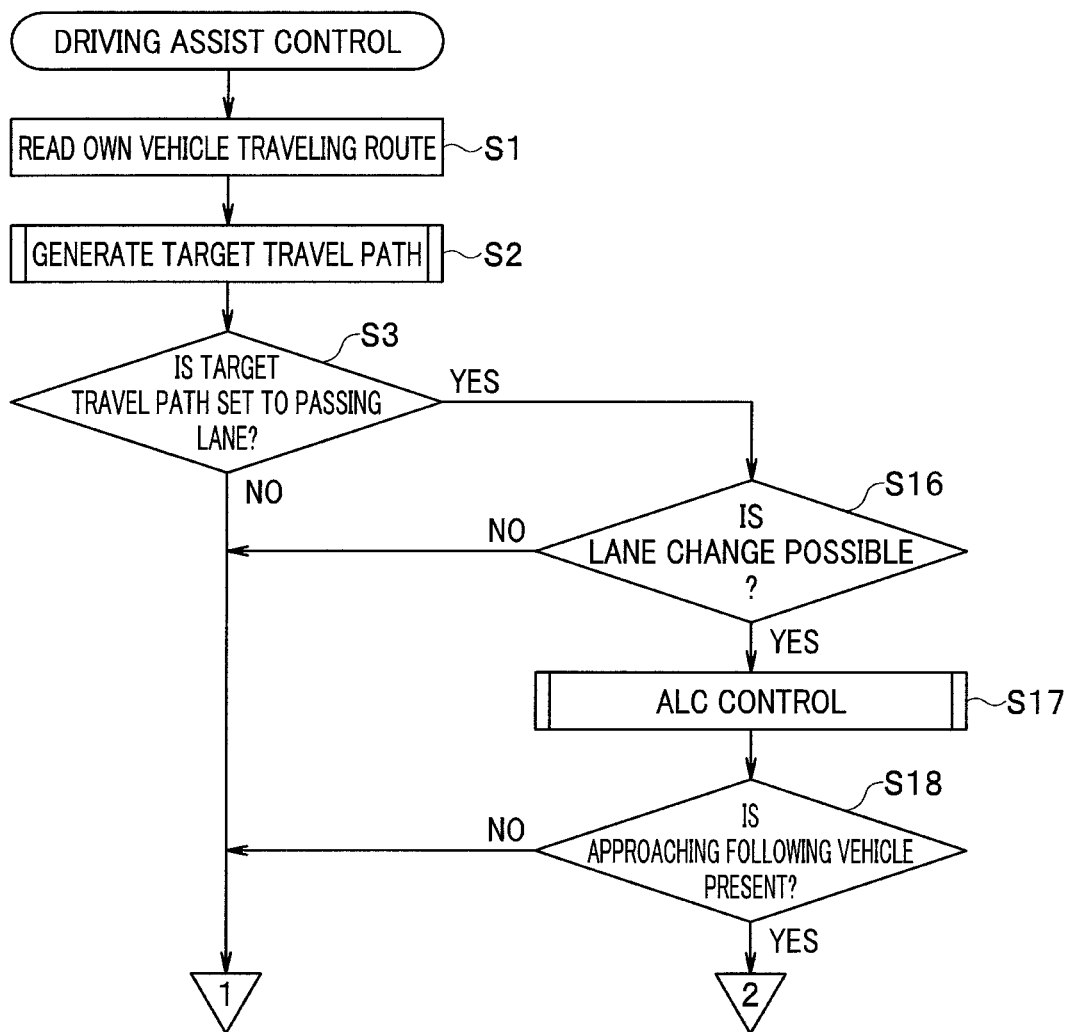 DRIVING ASSIST CONTROL
READ OWN VEHICLE TRAVELING ROUTE
S1
GENERATE TARGET TRAVEL PATH
S2
S3
IS TARGET
TRAVEL PATH SET TO PASSING
LANE?
YES
NO
S16
IS
LANE CHANGE POSSIBLE
?
NO
YES
ALC CONTROL
S17
S18
IS
APPROACHING FOLLOWING VEHICLE
PRESENT?
NO
YES
1
2